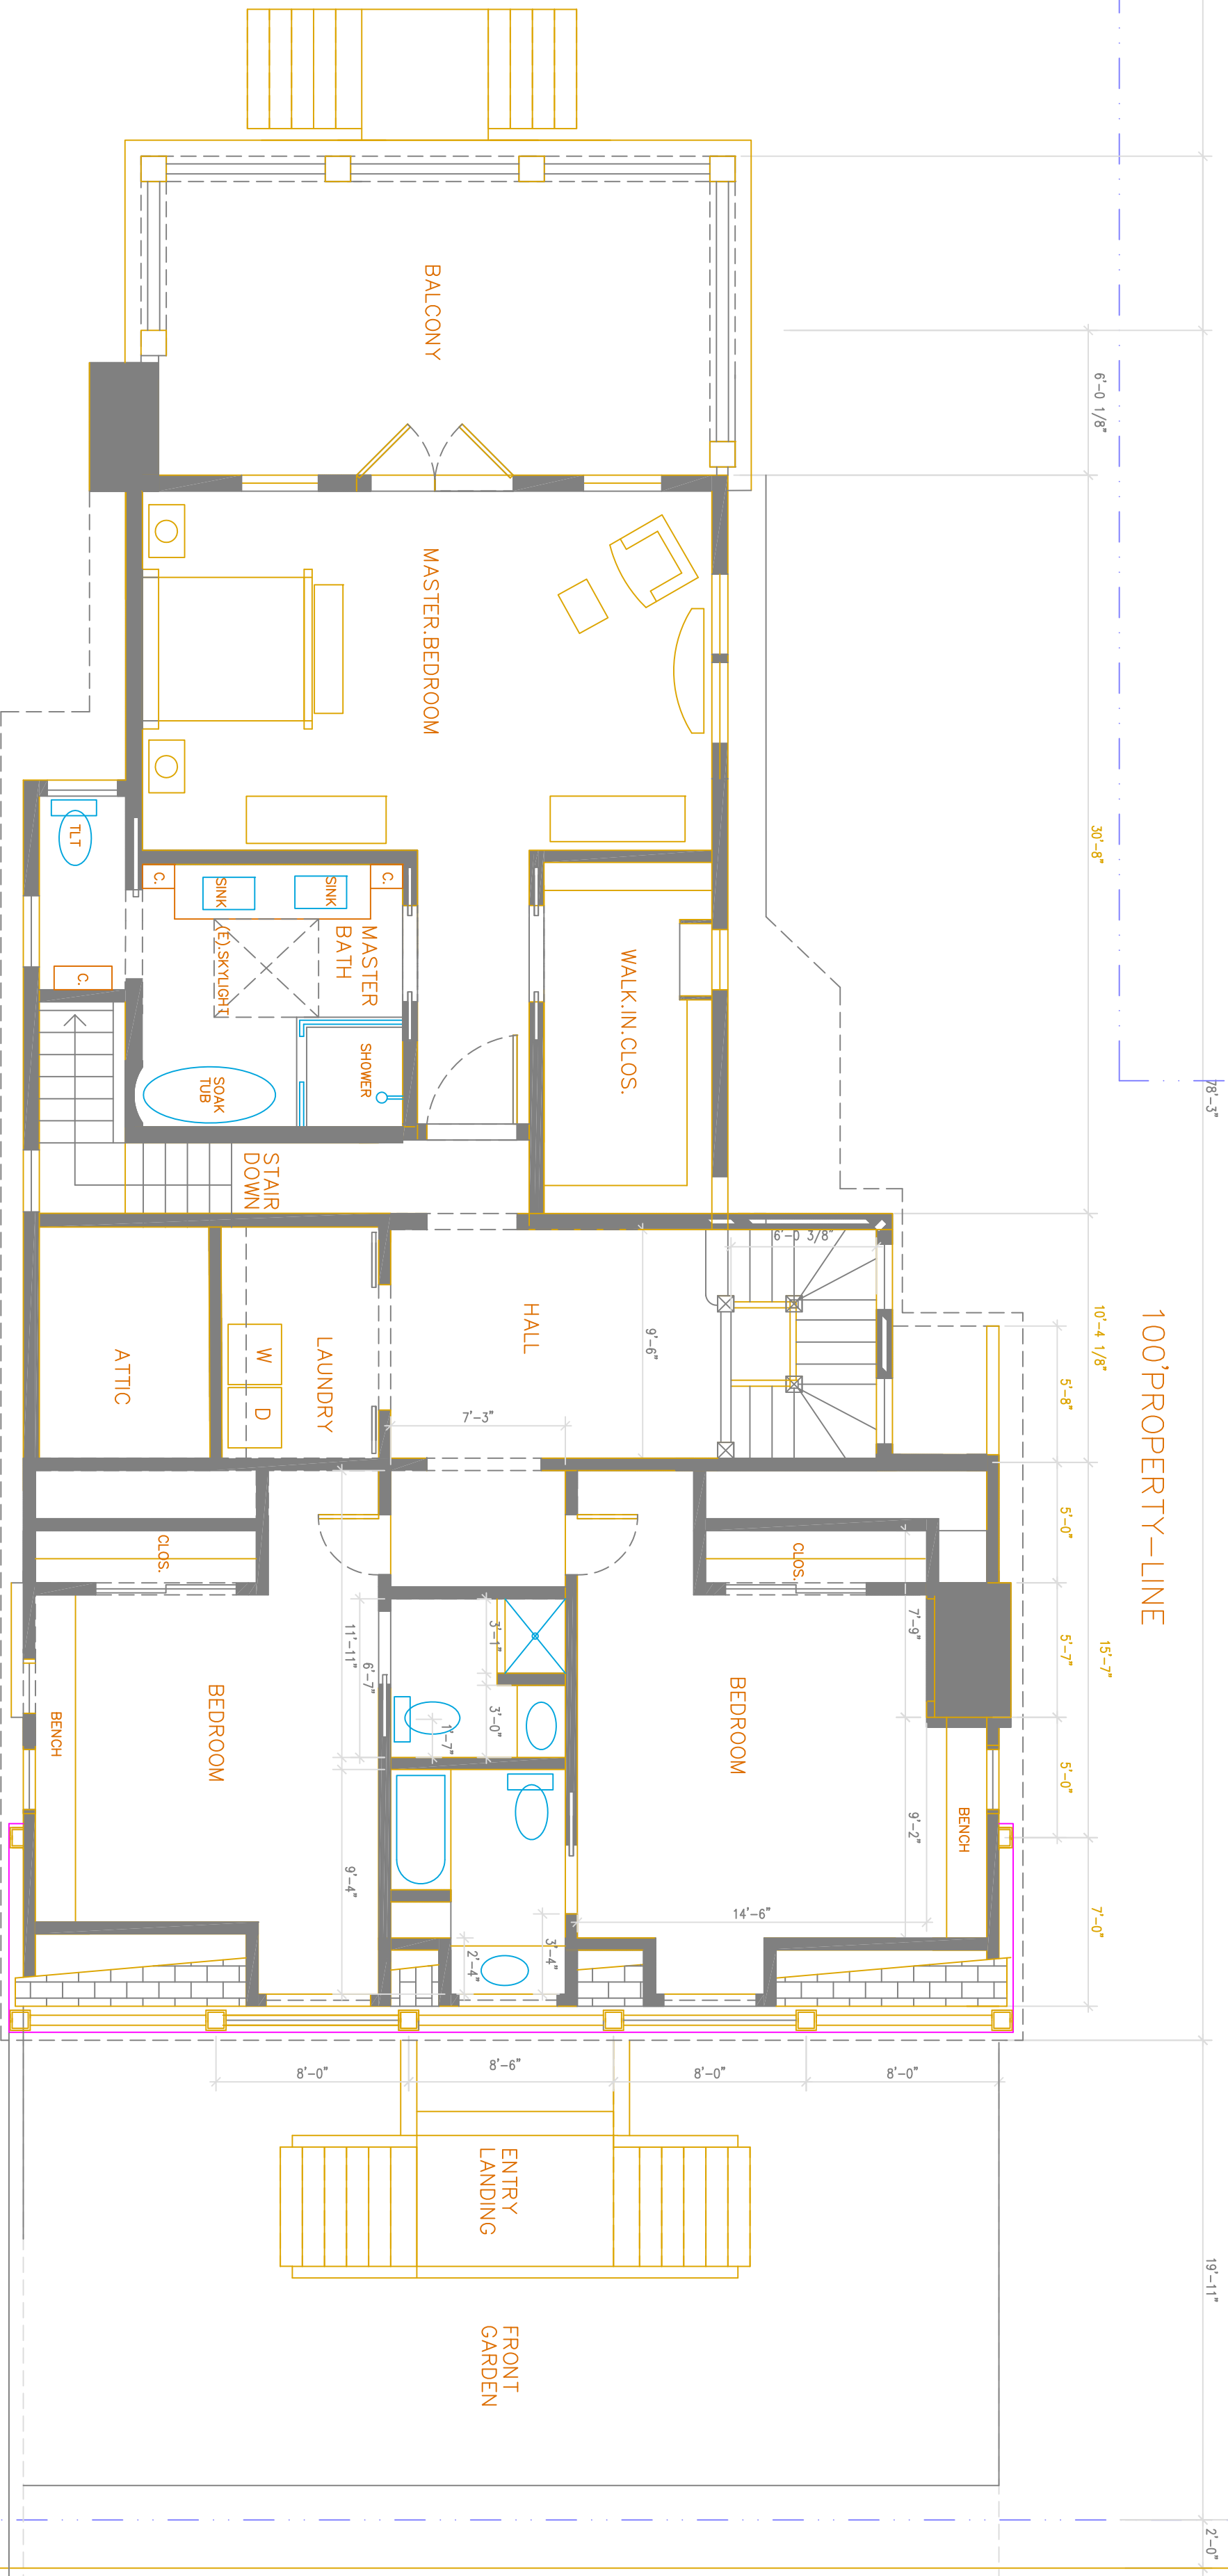 BALCONY
6'-0 1/8"
MASTER.BEDROOM
30'-8"
TLT
C.
SINK
SINK
C.
MASTER
BATH
(E).SKYLIGHT
C.
WALK.IN.CLOS.
SHOWER
SOAK
TUB
78'-3"
STAIR
DOWN
6'-0 3/8"
HALL
9'-6"
10'-4 1/8"
5'-8"
100'PROPERTY-LINE
LAUNDRY
W
D
ATTIC
7'-3"
5'-0"
CLOS.
CLOS.
7'-9"
5'-7"
15'-7"
3'-1"
11'-11"
6'-7"
3'-0"
1'-7"
BEDROOM
BEDROOM
BENCH
5'-0"
BENCH
9'-2"
9'-4"
14'-6"
7'-0"
3'-4"
2'-4"
8'-0"
8'-6"
8'-0"
8'-0"
ENTRY
LANDING
19'-11"
FRONT
GARDEN
2'-0"